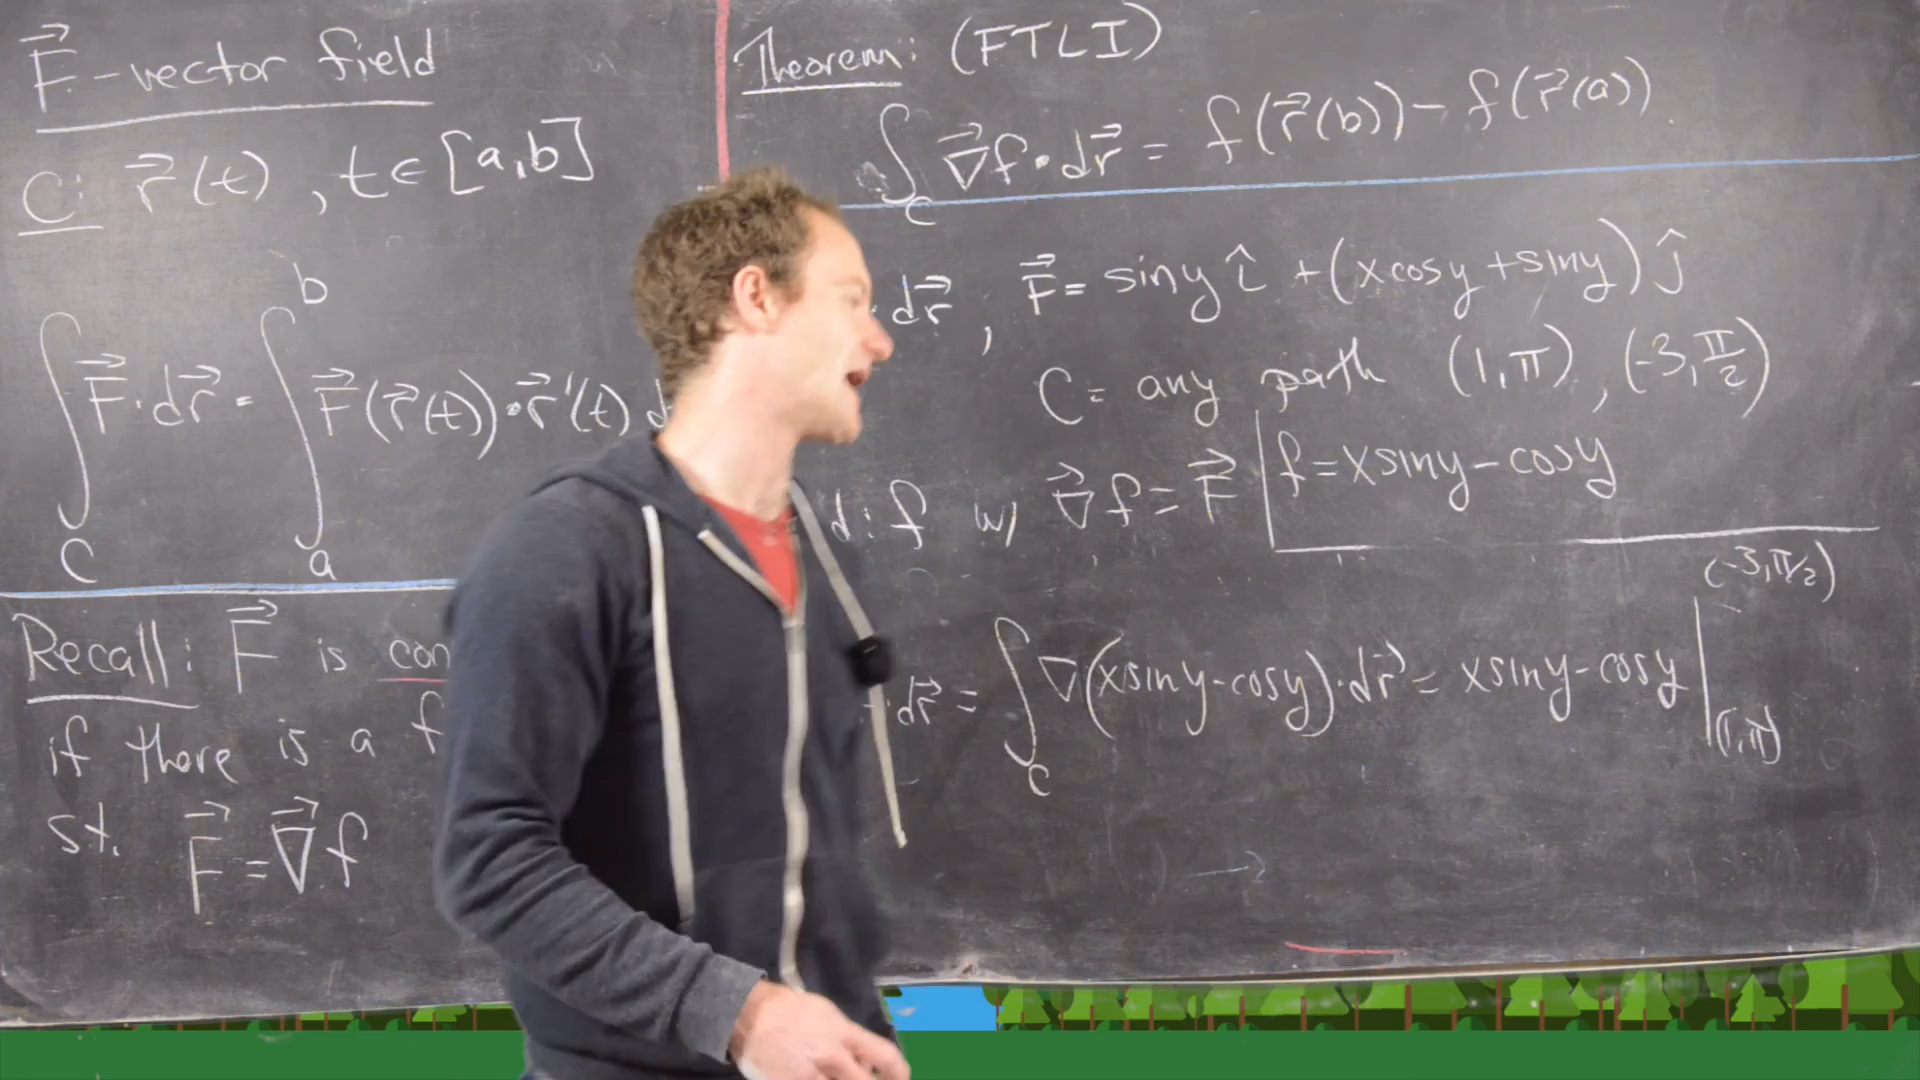 F⃗ - vector field
C: r⃗(t), t∈[a,b]
∫_C F⃗·dr⃗ = ∫_a^b F⃗(r⃗(t))·r⃗'(t)
Recall: F⃗ is
if there is a f
s.t. F⃗ = ∇⃗f
Theorem: (FTLI)
∫_C ∇⃗f·dr⃗ = f(r⃗(b)) - f(r⃗(a))
·dr⃗, F⃗ = siny î + (xcosy + siny) ĵ
C = any path (1,π), (-3,π/2)
f w/ ∇⃗f = F⃗ | f = xsiny - cosy
·dr⃗ = ∫_C ∇(xsiny-cosy)·dr⃗ = xsiny-cosy |_(1,π)^(-3,π/2)